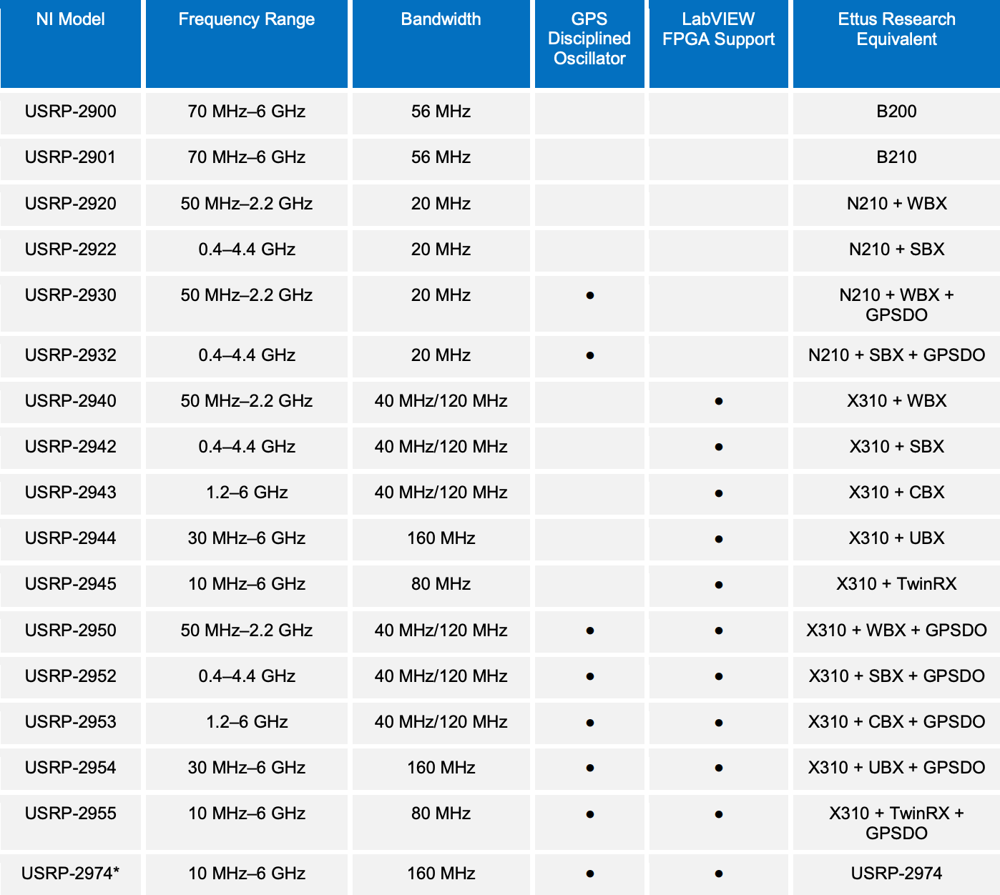 NI Model Frequency Range Bandwidth GPS Disciplined Oscillator LabVIEW FPGA Support Ettus Research Equivalent
USRP-2900 70 MHz–6 GHz 56 MHz B200
USRP-2901 70 MHz–6 GHz 56 MHz B210
USRP-2920 50 MHz–2.2 GHz 20 MHz N210 + WBX
USRP-2922 0.4–4.4 GHz 20 MHz N210 + SBX
USRP-2930 50 MHz–2.2 GHz 20 MHz ● N210 + WBX + GPSDO
USRP-2932 0.4–4.4 GHz 20 MHz ● N210 + SBX + GPSDO
USRP-2940 50 MHz–2.2 GHz 40 MHz/120 MHz ● X310 + WBX
USRP-2942 0.4–4.4 GHz 40 MHz/120 MHz ● X310 + SBX
USRP-2943 1.2–6 GHz 40 MHz/120 MHz ● X310 + CBX
USRP-2944 30 MHz–6 GHz 160 MHz ● X310 + UBX
USRP-2945 10 MHz–6 GHz 80 MHz ● X310 + TwinRX
USRP-2950 50 MHz–2.2 GHz 40 MHz/120 MHz ● ● X310 + WBX + GPSDO
USRP-2952 0.4–4.4 GHz 40 MHz/120 MHz ● ● X310 + SBX + GPSDO
USRP-2953 1.2–6 GHz 40 MHz/120 MHz ● ● X310 + CBX + GPSDO
USRP-2954 30 MHz–6 GHz 160 MHz ● ● X310 + UBX + GPSDO
USRP-2955 10 MHz–6 GHz 80 MHz ● ● X310 + TwinRX + GPSDO
USRP-2974* 10 MHz–6 GHz 160 MHz ● ● USRP-2974